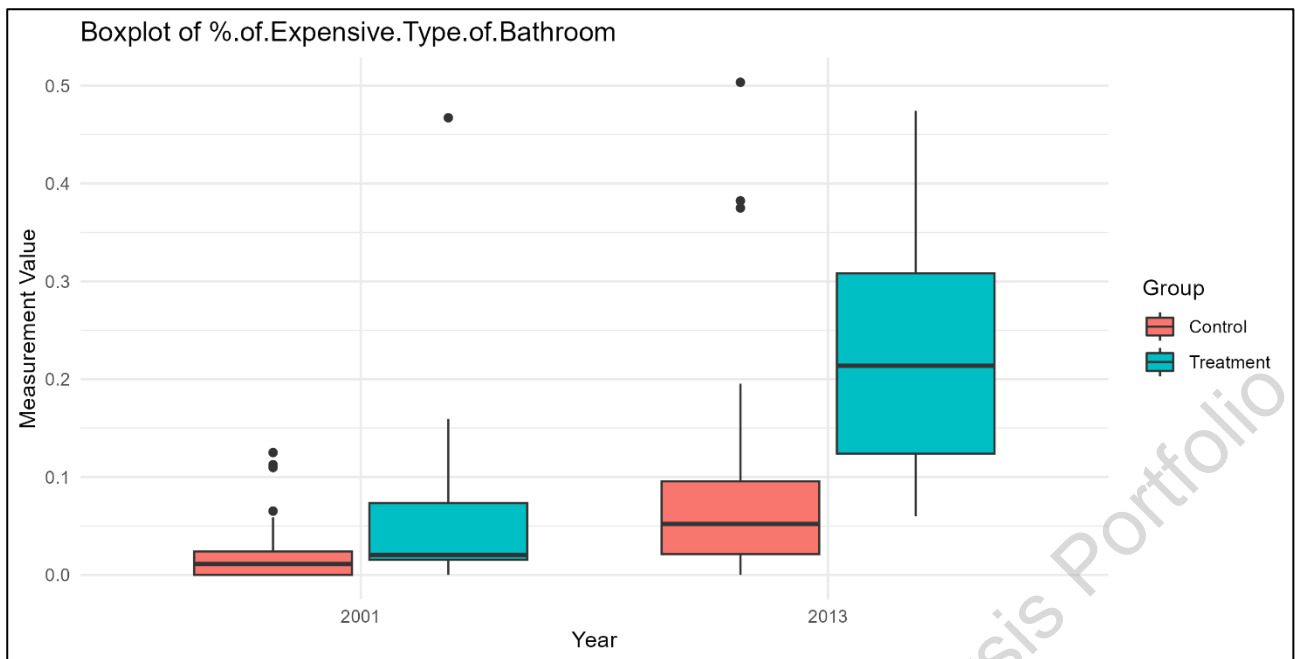 Boxplot of %.of.Expensive.Type.of.Bathroom
Measurement Value
0.5
0.4
0.3
0.2
0.1
0.0
2001
2013
Year
Group
Control
Treatment
Portfolio